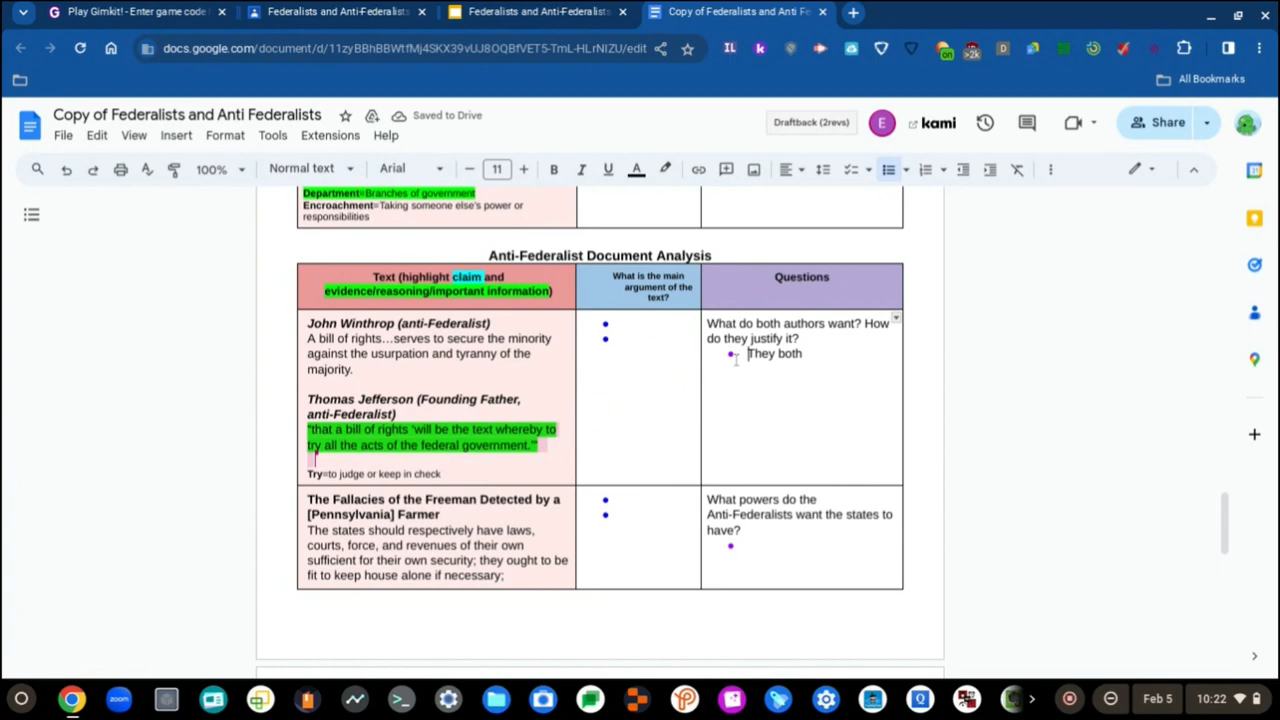 Play Gimkit! - Enter game code
Federalists and Anti-Federalists
Federalists and Anti-Federalists
Copy of Federalists and Anti Fe
docs.google.com/document/d/11zyBBhBBWtfMj4SKX39vUJ8OQBfVET5-TmL-HLrNIZU/edit
IL
k
D
on
>2k
All Bookmarks
Copy of Federalists and Anti Federalists
Saved to Drive
File Edit View Insert Format Tools Extensions Help
Draftback (2revs)
E
kami
Share
100%
Normal text
Arial
11
B I U A
Department=Branches of government
Encroachment=Taking someone else's power or
responsibilities
Anti-Federalist Document Analysis
Text (highlight claim and
evidence/reasoning/important information)
What is the main
argument of the
text?
Questions
John Winthrop (anti-Federalist)
A bill of rights…serves to secure the minority
against the usurpation and tyranny of the
majority.
Thomas Jefferson (Founding Father,
anti-Federalist)
"that a bill of rights 'will be the text whereby to
try all the acts of the federal government.'"
Try=to judge or keep in check
What do both authors want? How
do they justify it?
They both
The Fallacies of the Freeman Detected by a
[Pennsylvania] Farmer
The states should respectively have laws,
courts, force, and revenues of their own
sufficient for their own security; they ought to be
fit to keep house alone if necessary;
What powers do the
Anti-Federalists want the states to
have?
zoom
Q
Feb 5
10:22